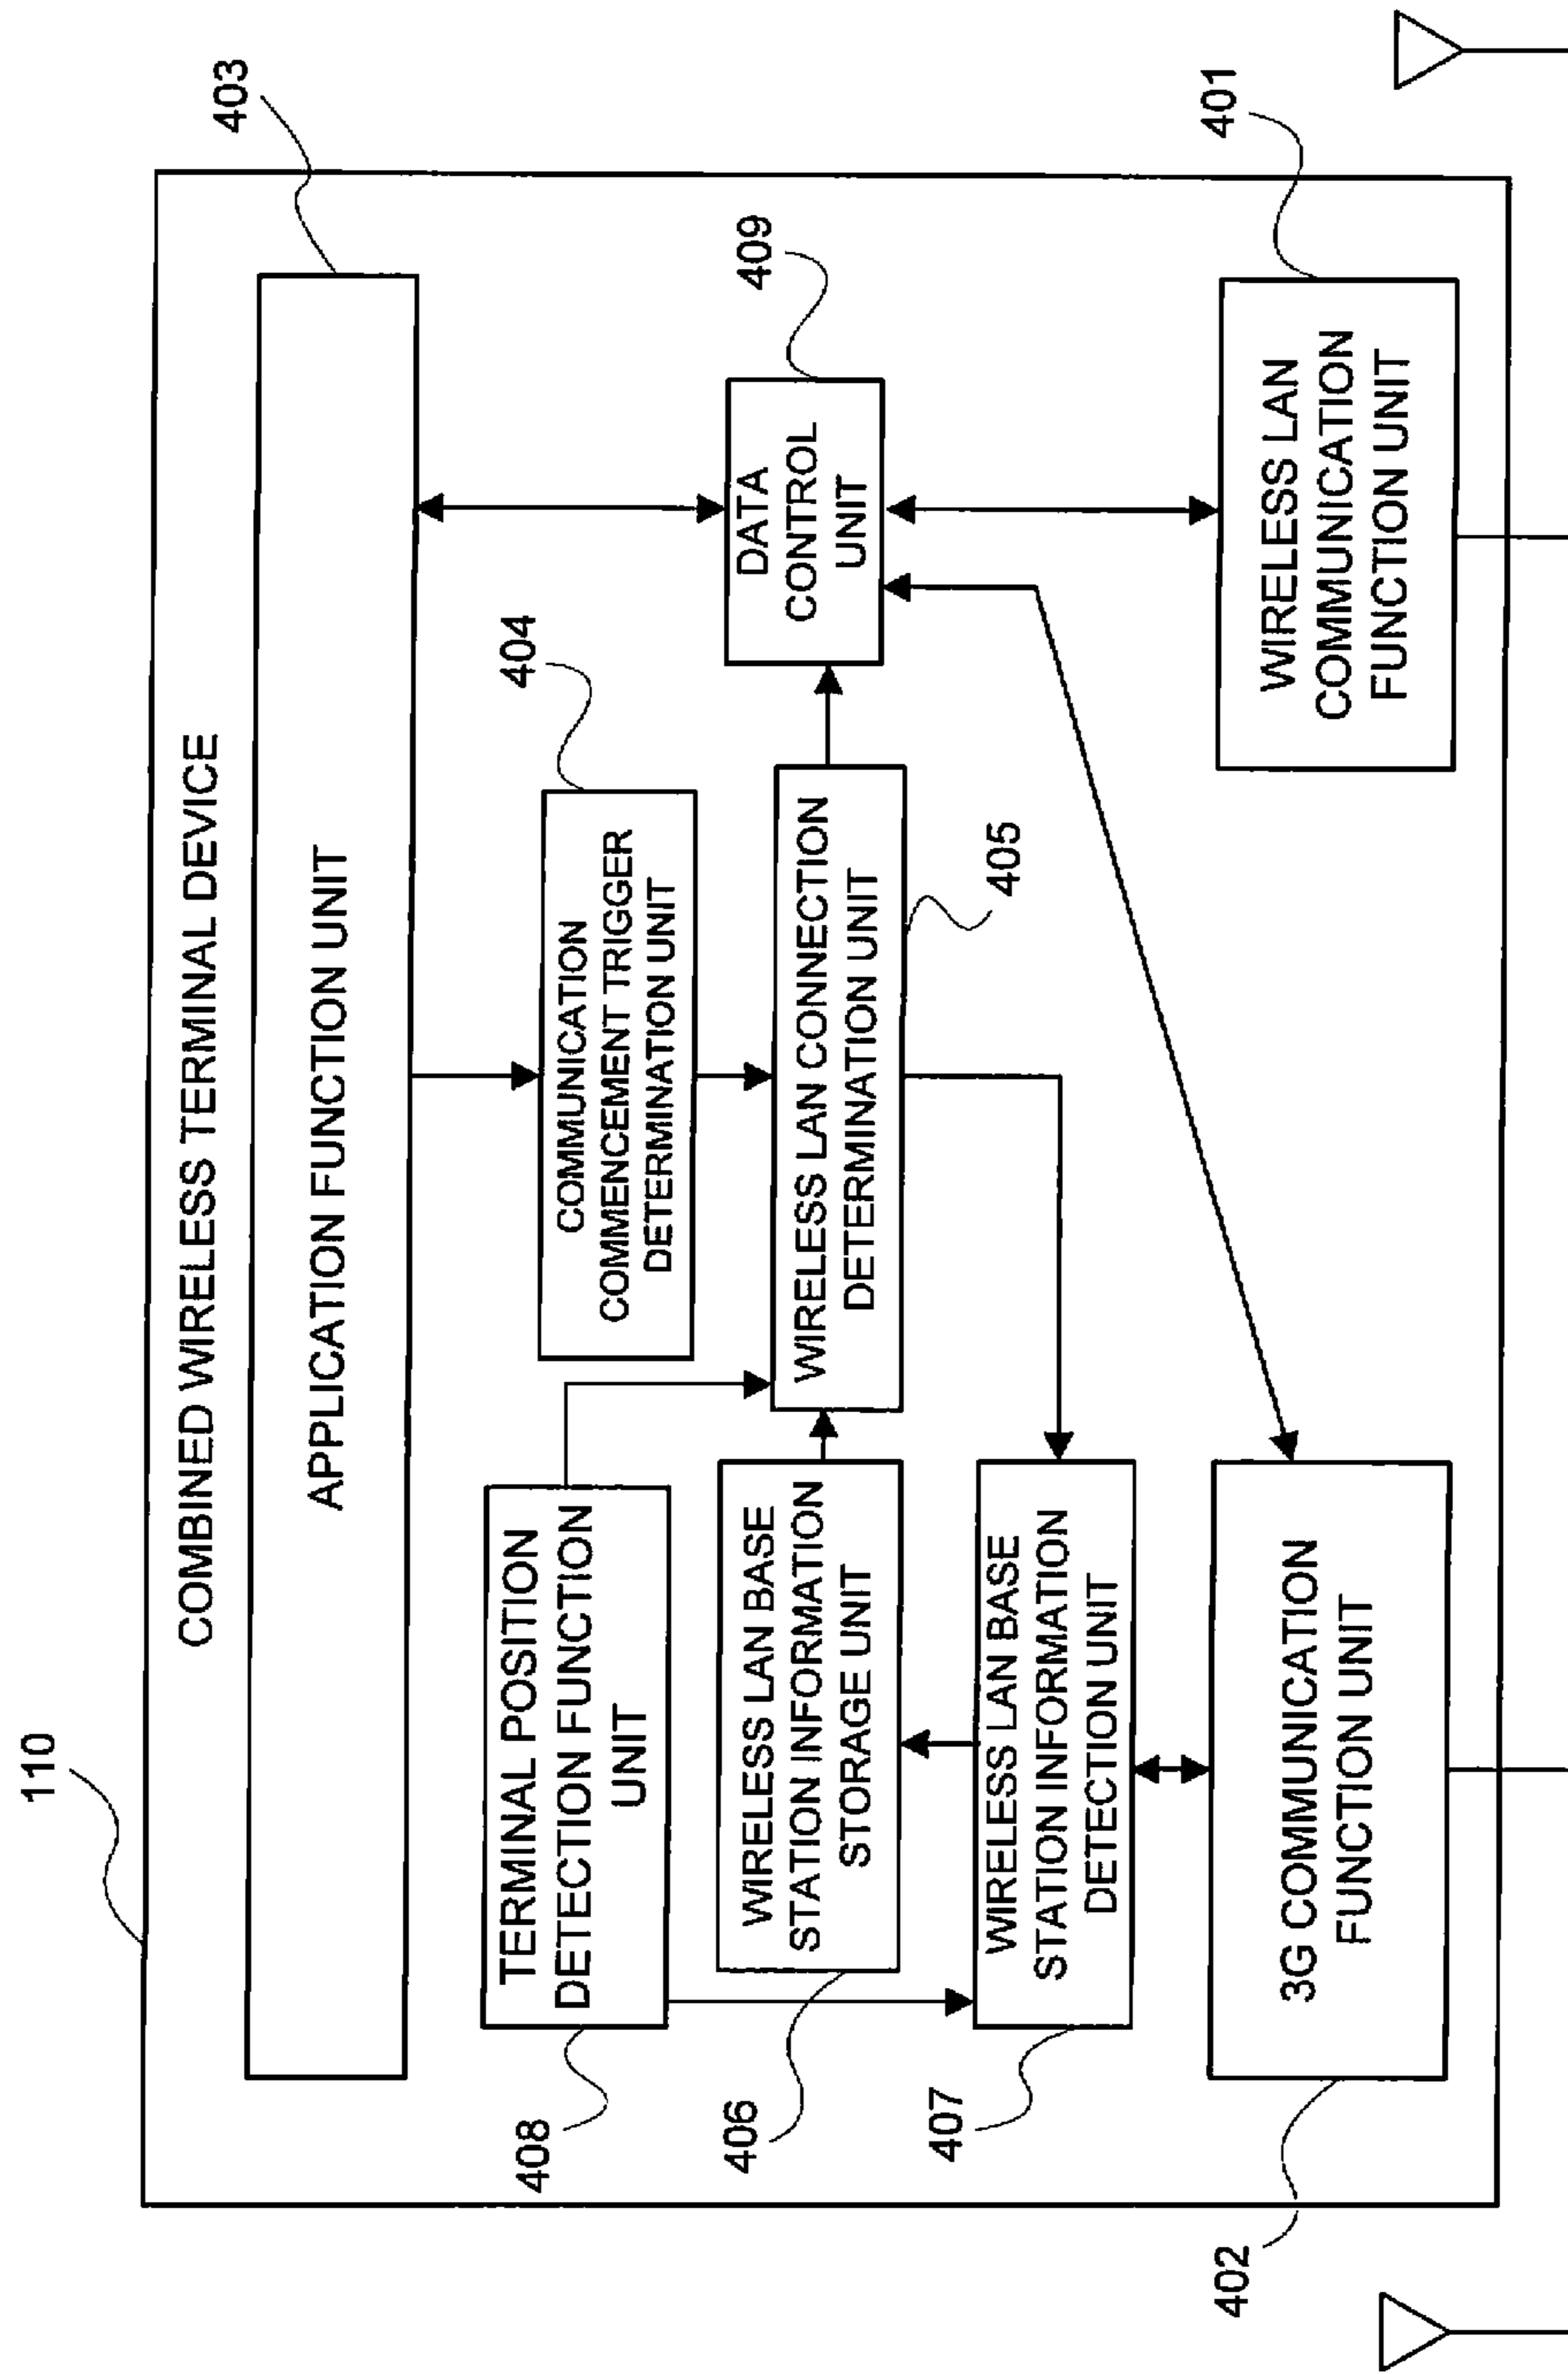 110
COMBINED WIRELESS TERMINAL DEVICE
403
APPLICATION FUNCTION UNIT
408
TERMINAL POSITION
DETECTION FUNCTION
UNIT
404
COMMUNICATION
COMMENCEMENT TRIGGER
DETERMINATION UNIT
406
WIRELESS LAN BASE
STATION INFORMATION
STORAGE UNIT
WIRELESS LAN CONNECTION
DETERMINATION UNIT
405
DATA
CONTROL
UNIT
409
407
WIRELESS LAN BASE
STATION INFORMATION
DETECTION UNIT
402
3G COMMUNICATION
FUNCTION UNIT
WIRELESS LAN
COMMUNICATION
FUNCTION UNIT
401